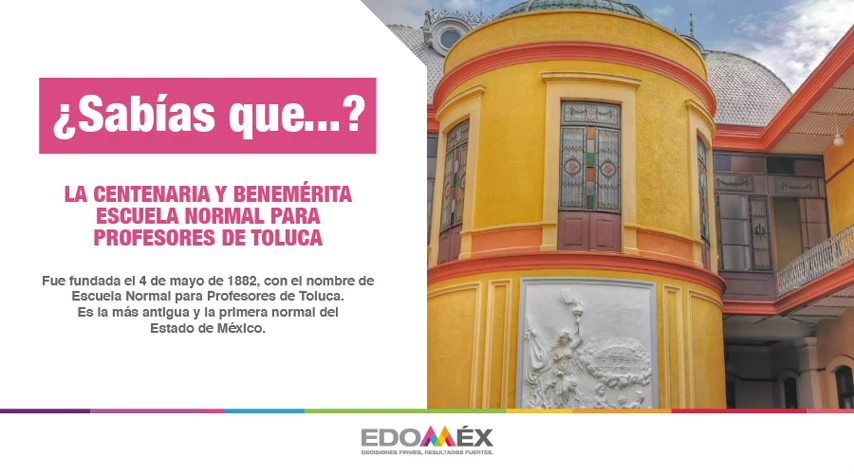 ¿Sabías que...?
LA CENTENARIA Y BENEMÉRITA
ESCUELA NORMAL PARA
PROFESORES DE TOLUCA
Fue fundada el 4 de mayo de 1882, con el nombre de
Escuela Normal para Profesores de Toluca.
Es la más antigua y la primera normal del
Estado de México.
EDOMÉX
DECISIONES FIRMES, RESULTADOS FUERTES.